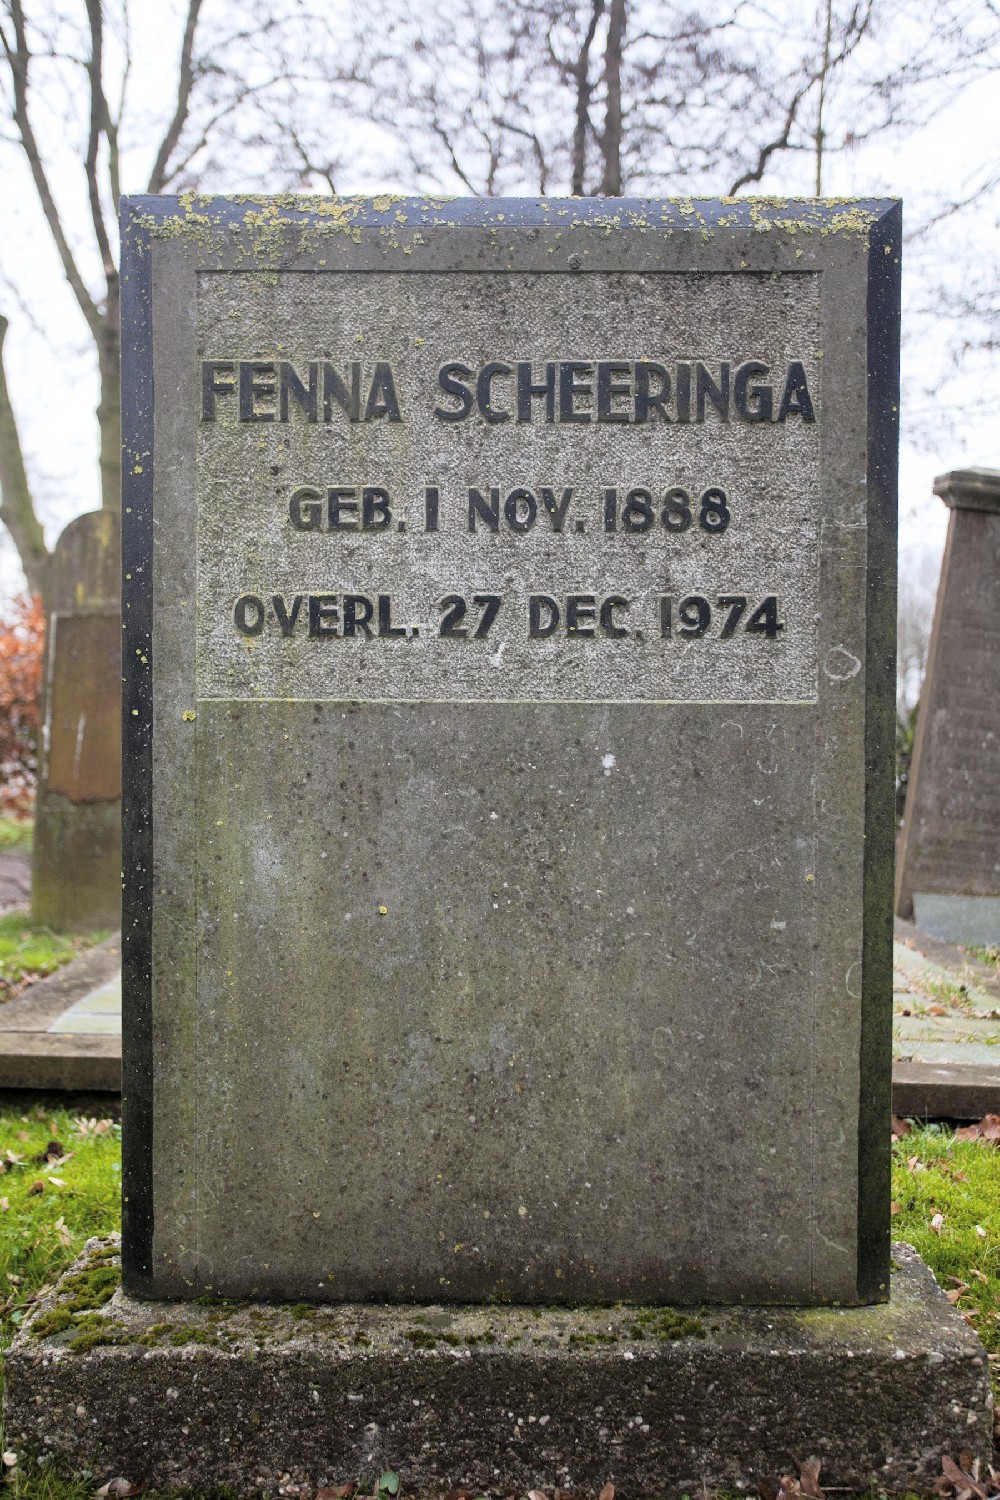 FENNA SCHEERINGA
GEB. 1 NOV. 1888
OVERL. 27 DEC. 1974